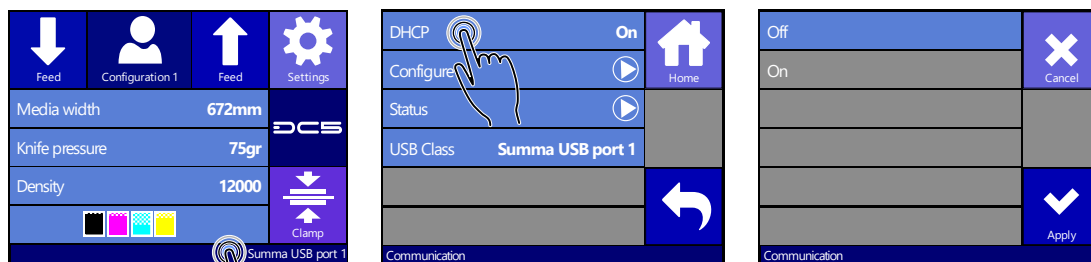 Feed
Configuration 1
Feed
Settings
Media width 672mm
DC5
Knife pressure 75gr
Density 12000
Clamp
Summa USB port 1
DHCP On
Home
Configure
Status
USB Class Summa USB port 1
Communication
Off
Cancel
On
Apply
Communication